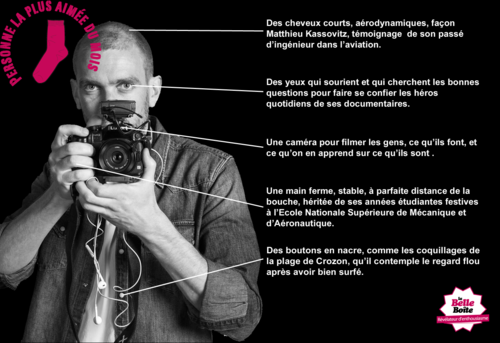 PERSONNE LA PLUS AIMÉE DU MOIS
Des cheveux courts, aérodynamiques, façon
Matthieu Kassovitz, témoignage de son passé
d'ingénieur dans l'aviation.
Des yeux qui sourient et qui cherchent les bonnes
questions pour faire se confier les héros
quotidiens de ses documentaires.
Une caméra pour filmer les gens, ce qu'ils font, et
ce qu'on en apprend sur ce qu'ils sont .
Une main ferme, stable, à parfaite distance de la
bouche, héritée de ses années étudiantes festives
à l'Ecole Nationale Supérieure de Mécanique et
d'Aéronautique.
Des boutons en nacre, comme les coquillages de
la plage de Crozon, qu'il contemple le regard flou
après avoir bien surfé.
la
Belle
Boîte
Révélateur d'enthousiasme